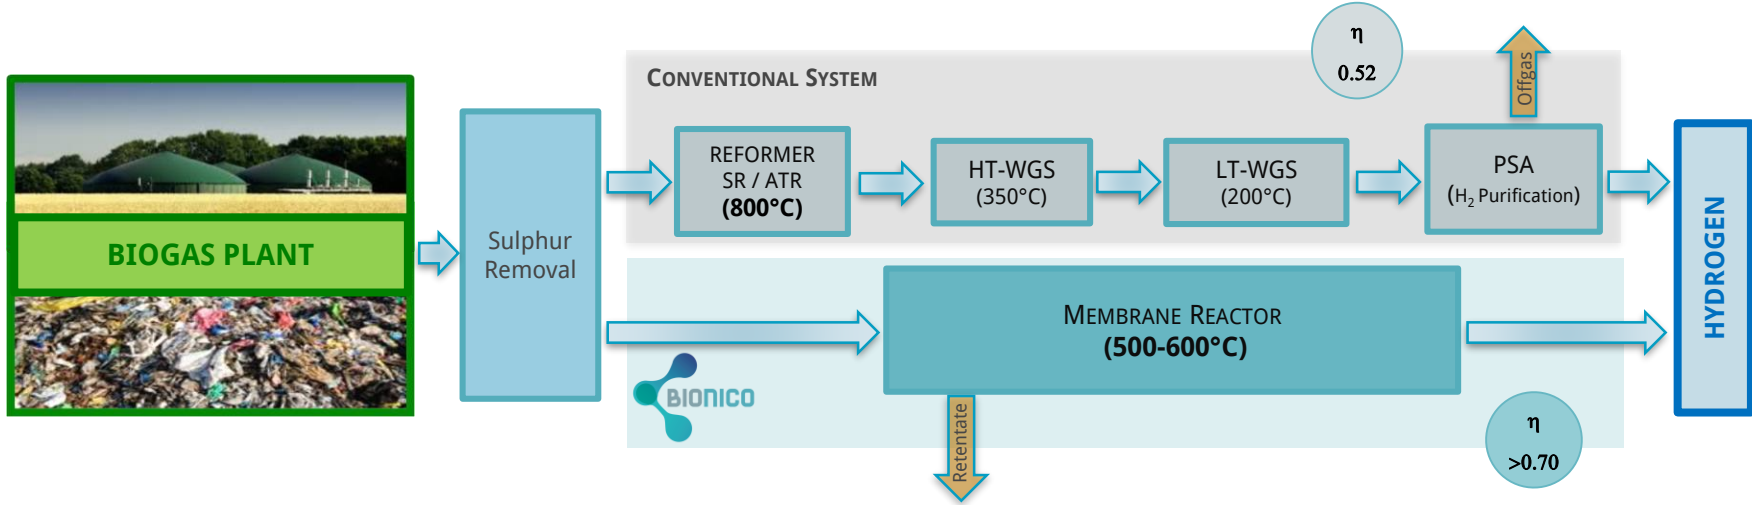 BIOGAS PLANT
Sulphur
Removal
CONVENTIONAL SYSTEM
η
0.52
Offgas
REFORMER
SR / ATR
(800°C)
HT-WGS
(350°C)
LT-WGS
(200°C)
PSA
(H₂ Purification)
MEMBRANE REACTOR
(500-600°C)
BIONICO
Retentate
η
>0.70
HYDROGEN